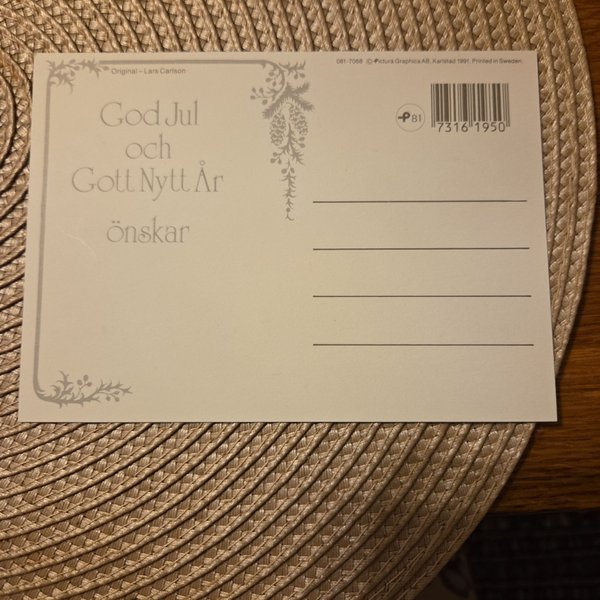 Original – Lars Carlson
081-7068 © Pictura Graphica AB, Karlstad 1991. Printed in Sweden.
God Jul
och
Gott Nytt År
önskar
P B1
7316 1950